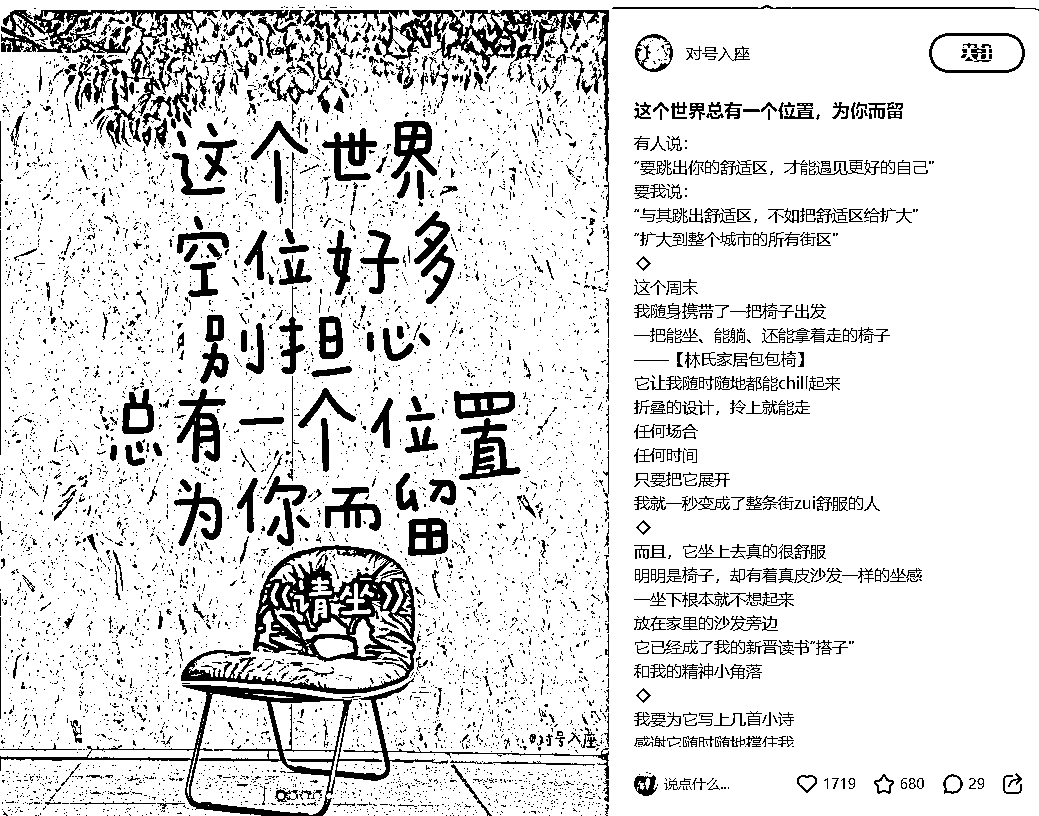 这个世界
空位好多
别担心
总有一个位置
为你而留
《请坐》
@对号入座
对号入座
关注
这个世界总有一个位置，为你而留
有人说：
“要跳出你的舒适区，才能遇见更好的自己”
要我说：
“与其跳出舒适区，不如把舒适区给扩大”
“扩大到整个城市的所有街区”
◇
这个周末
我随身携带了一把椅子出发
一把能坐、能躺、还能拿着走的椅子
——【林氏家居包包椅】
它让我随时随地都能chill起来
折叠的设计，拎上就能走
任何场合
任何时间
只要把它展开
我就一秒变成了整条街zui舒服的人
◇
而且，它坐上去真的很舒服
明明是椅子，却有着真皮沙发一样的坐感
一坐下根本就不想起来
放在家里的沙发旁边
它已经成了我的新晋读书“搭子”
和我的精神小角落
◇
我要为它写上几首小诗
感谢它随时随地撑住我
说点什么...
1719
680
29